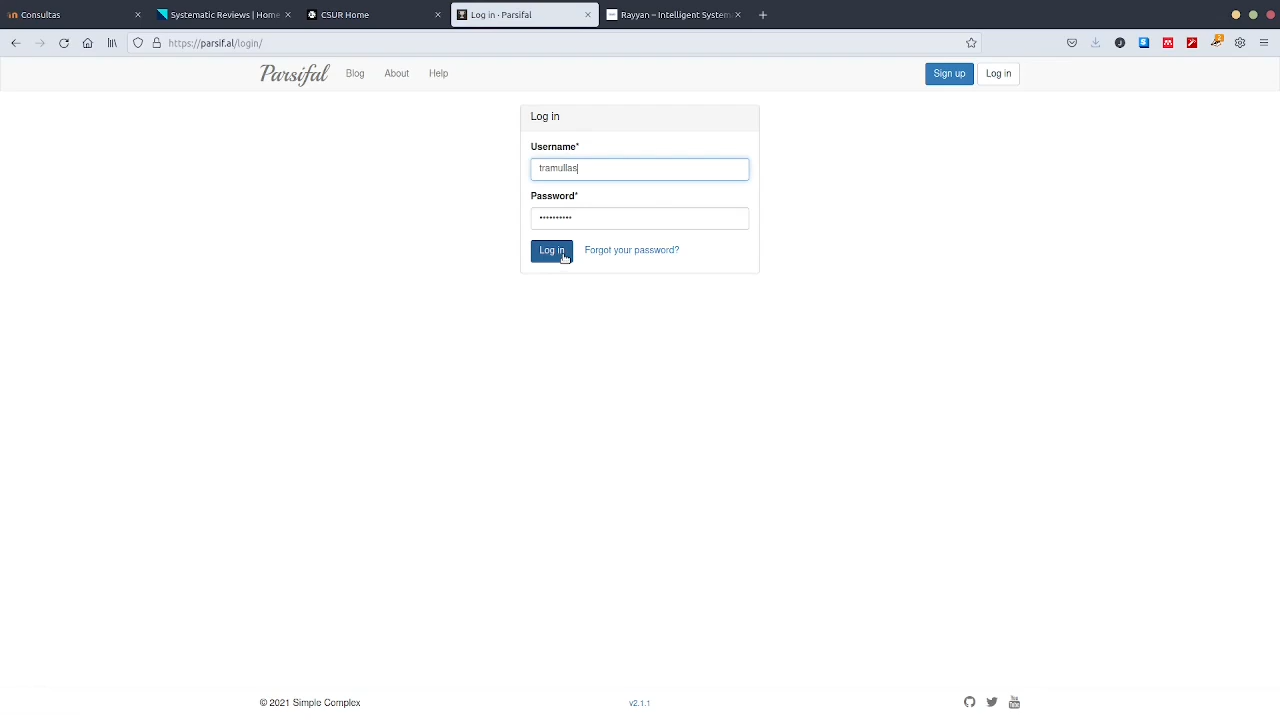 Consultas
Systematic Reviews | Home
CSUR Home
Log in · Parsifal
Rayyan – Intelligent System
https://parsif.al/login/
Parsifal
Blog
About
Help
Sign up
Log in
Log in
Username*
tramullas
Password*
••••••••••
Log in
Forgot your password?
© 2021 Simple Complex
v2.1.1